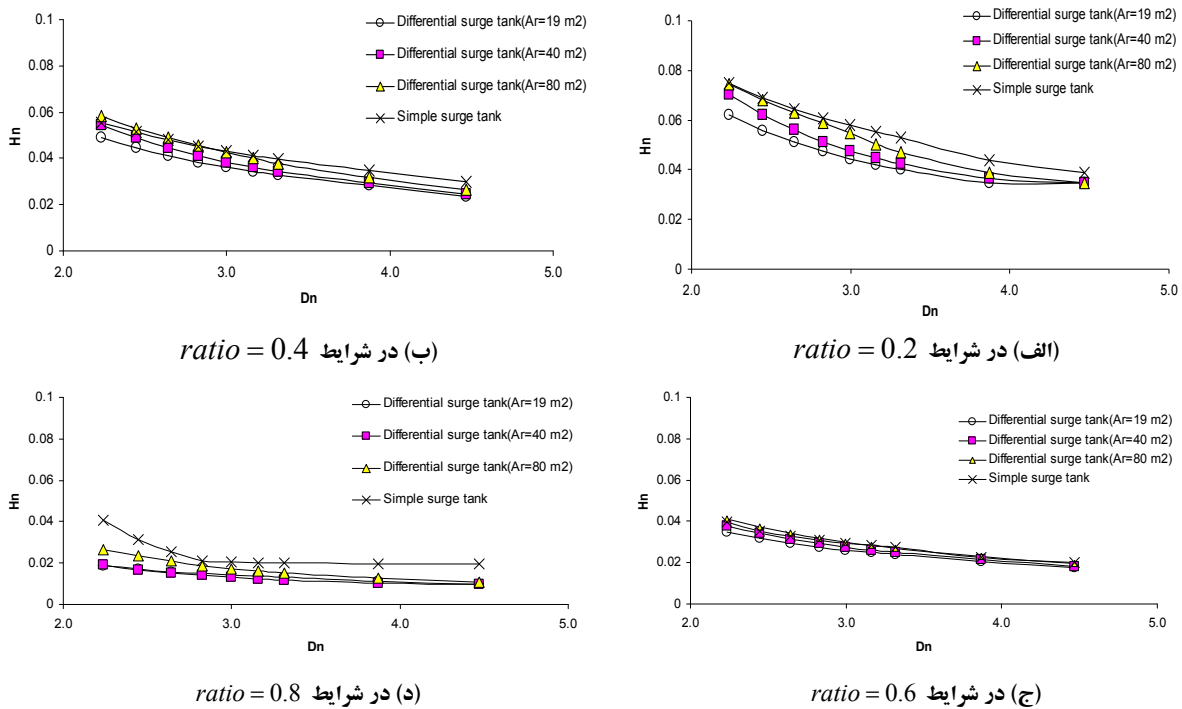 0.1
0.08
0.06
0.04
0.02
0
2.0 3.0 4.0 5.0
Hn
Dn
Differential surge tank(Ar=19 m2)
Differential surge tank(Ar=40 m2)
Differential surge tank(Ar=80 m2)
Simple surge tank
(الف) در شرایط ratio = 0.2
0.1
0.08
0.06
0.04
0.02
0
2.0 3.0 4.0 5.0
Hn
Dn
Differential surge tank(Ar=19 m2)
Differential surge tank(Ar=40 m2)
Differential surge tank(Ar=80 m2)
Simple surge tank
(ب) در شرایط ratio = 0.4
0.1
0.08
0.06
0.04
0.02
0
2.0 3.0 4.0 5.0
Hn
Dn
Differential surge tank(Ar=19 m2)
Differential surge tank(Ar=40 m2)
Differential surge tank(Ar=80 m2)
Simple surge tank
(ج) در شرایط ratio = 0.6
0.1
0.08
0.06
0.04
0.02
0
2.0 3.0 4.0 5.0
Hn
Dn
Differential surge tank(Ar=19 m2)
Differential surge tank(Ar=40 m2)
Differential surge tank(Ar=80 m2)
Simple surge tank
(د) در شرایط ratio = 0.8